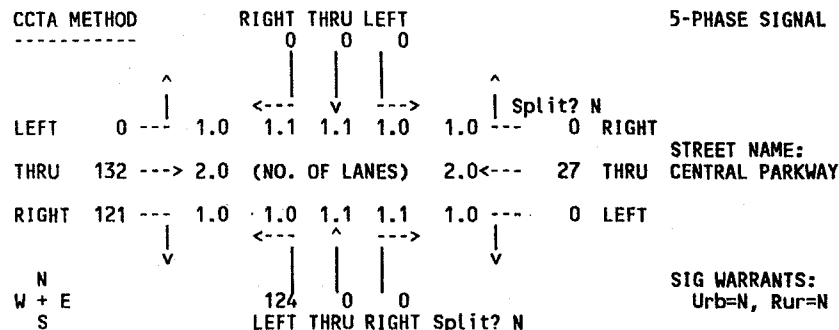 CCTA METHOD RIGHT THRU LEFT 5-PHASE SIGNAL
----------- 0 0 0
^ | | | ^
| <--- v ---> | Split? N
LEFT 0 --- 1.0 1.1 1.1 1.0 1.0 --- 0 RIGHT
STREET NAME:
THRU 132 ---> 2.0 (NO. OF LANES) 2.0<--- 27 THRU CENTRAL PARKWAY
RIGHT 121 --- 1.0 1.0 1.1 1.1 1.0 --- 0 LEFT
| <--- ^ ---> |
v | | | v
N SIG WARRANTS:
W + E 124 0 0 Urb=N, Rur=N
S LEFT THRU RIGHT Split? N